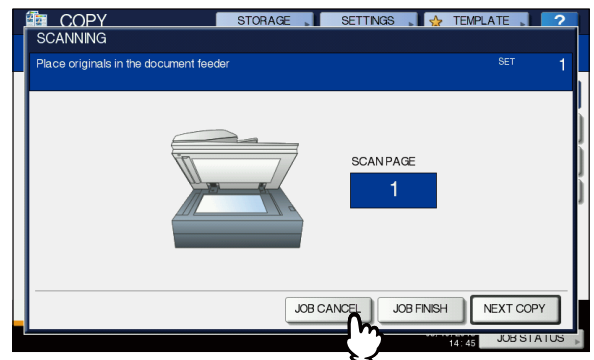 COPY STORAGE SETTINGS TEMPLATE ?
SCANNING
Place originals in the document feeder SET 1
SCAN PAGE
1
JOB CANCEL JOB FINISH NEXT COPY
14:45 JOB STATUS